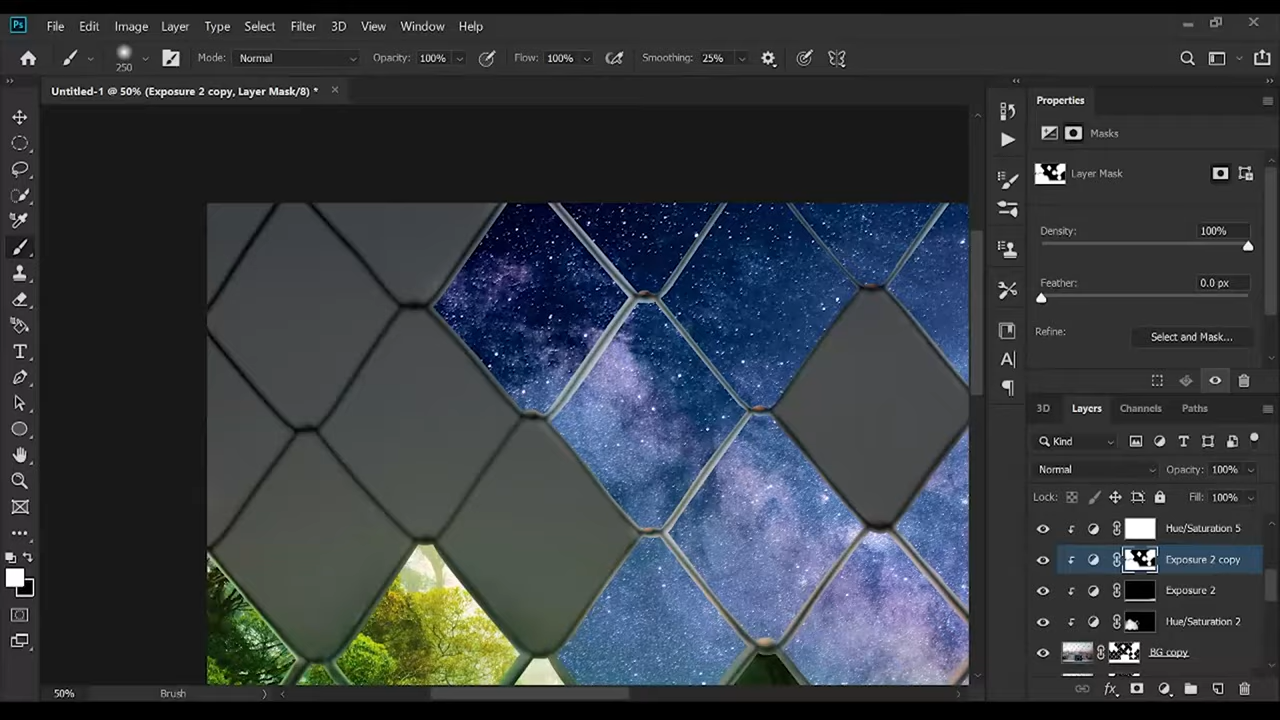 Ps File Edit Image Layer Type Select Filter 3D View Window Help
250 Mode: Normal Opacity: 100% Flow: 100% Smoothing: 25%
Untitled-1 @ 50% (Exposure 2 copy, Layer Mask/8) *
Properties
Masks
Layer Mask
Density: 100%
Feather: 0.0 px
Refine: Select and Mask...
3D Layers Channels Paths
Kind
Normal Opacity: 100%
Lock: Fill: 100%
Hue/Saturation 5
Exposure 2 copy
Exposure 2
Hue/Saturation 2
BG copy
50% Brush